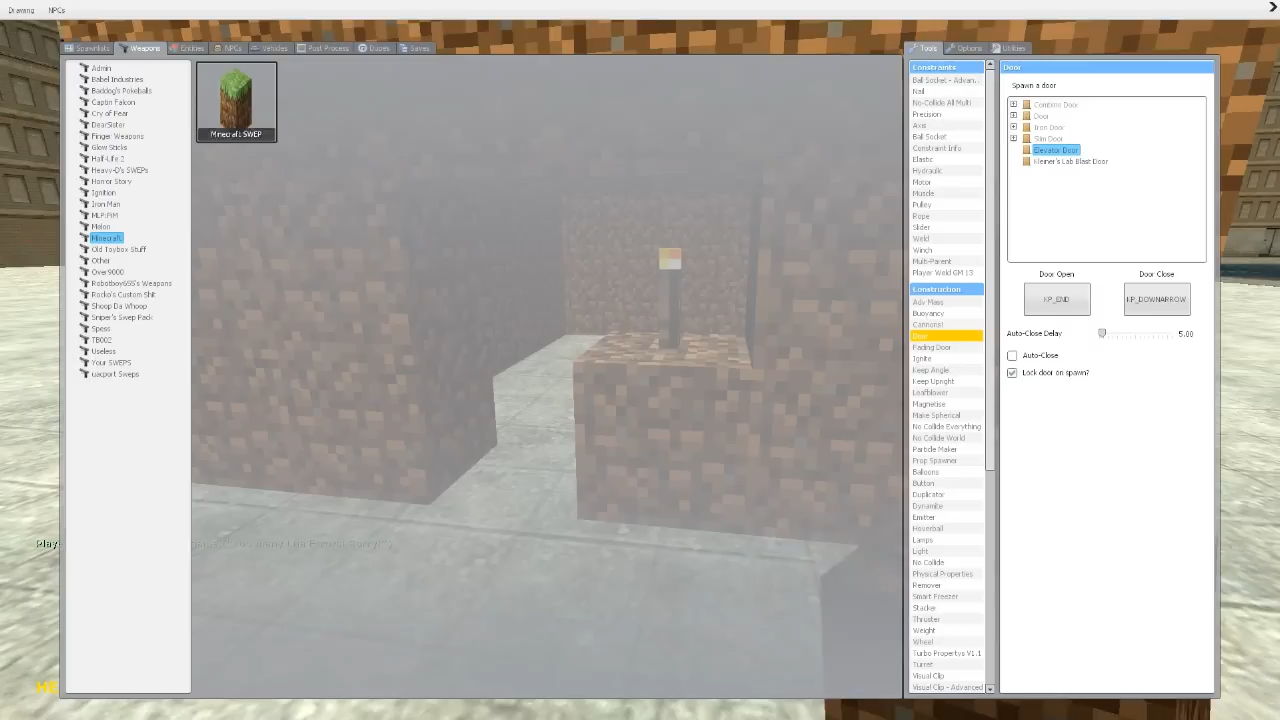 Drawing NPCs
Spawnlists Weapons Entities NPCs Vehicles Post Process Dupes Saves
Admin
Babel Industries
Baddog's Pokeballs
Captin Falcon
Cry of Fear
DearSister
Finger Weapons
Glow Sticks
Half-Life 2
Heavy-D's SWEPs
Horror Story
Ignition
Iron Man
MLP:FiM
Melon
Minecraft
Old Toybox Stuff
Other
Over9000
Robotboy655's Weapons
Rocko's Custom Shit
Shoop Da Whoop
Sniper's Swep Pack
Spess
TB002
Useless
Your SWEPS
uacport Sweps
Minecraft SWEP
Tools Options Utilities
Constraints
Ball Socket - Advan...
Nail
No-Collide All Multi
Precision
Axis
Ball Socket
Constraint Info
Elastic
Hydraulic
Motor
Muscle
Pulley
Rope
Slider
Weld
Winch
Multi-Parent
Player Weld GM 13
Construction
Adv Mass
Buoyancy
Cannons!
Door
Fading Door
Ignite
Keep Angle
Keep Upright
Leafblower
Magnetise
Make Spherical
No Collide Everything
No Collide World
Particle Maker
Prop Spawner
Balloons
Button
Duplicator
Dynamite
Emitter
Hoverball
Lamps
Light
No Collide
Physical Properties
Remover
Smart Freezer
Stacker
Thruster
Weight
Wheel
Turbo Propertys V1.1
Turret
Visual Clip
Visual Clip - Advanced
Door
Spawn a door
Combine Door
Door
Iron Door
Slim Door
Elevator Door
Kleiner's Lab Blast Door
Door Open Door Close
KP_END KP_DOWNARROW
Auto-Close Delay 5.00
Auto-Close
Lock door on spawn?